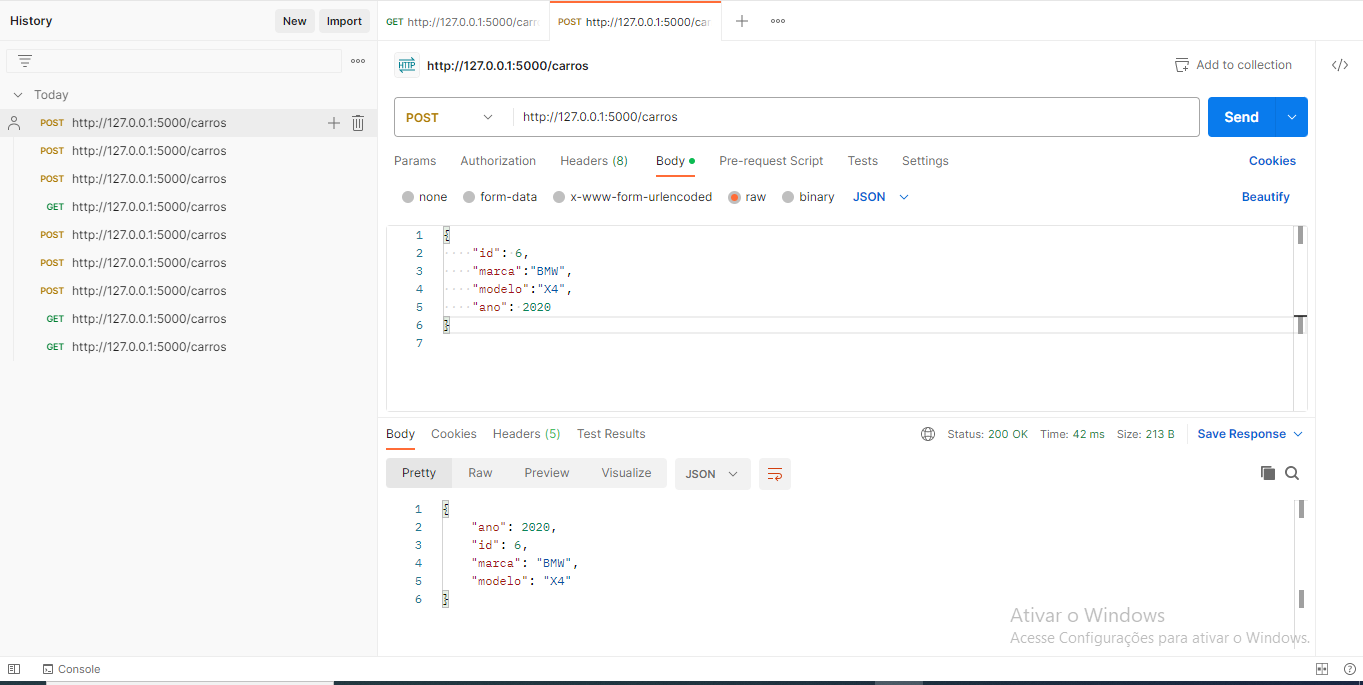 History
New
Import
Today
POST http://127.0.0.1:5000/carros
POST http://127.0.0.1:5000/carros
POST http://127.0.0.1:5000/carros
GET http://127.0.0.1:5000/carros
POST http://127.0.0.1:5000/carros
POST http://127.0.0.1:5000/carros
POST http://127.0.0.1:5000/carros
GET http://127.0.0.1:5000/carros
GET http://127.0.0.1:5000/carros
GET http://127.0.0.1:5000/carr
POST http://127.0.0.1:5000/car
HTTP http://127.0.0.1:5000/carros
Add to collection
</>
POST http://127.0.0.1:5000/carros
Send
Params Authorization Headers (8) Body Pre-request Script Tests Settings Cookies
none form-data x-www-form-urlencoded raw binary JSON Beautify
1 {
2 "id": 6,
3 "marca":"BMW",
4 "modelo":"X4",
5 "ano": 2020
6 }
7
Body Cookies Headers (5) Test Results Status: 200 OK Time: 42 ms Size: 213 B Save Response
Pretty Raw Preview Visualize JSON
1 {
2 "ano": 2020,
3 "id": 6,
4 "marca": "BMW",
5 "modelo": "X4"
6 }
Ativar o Windows
Acesse Configurações para ativar o Windows.
Console